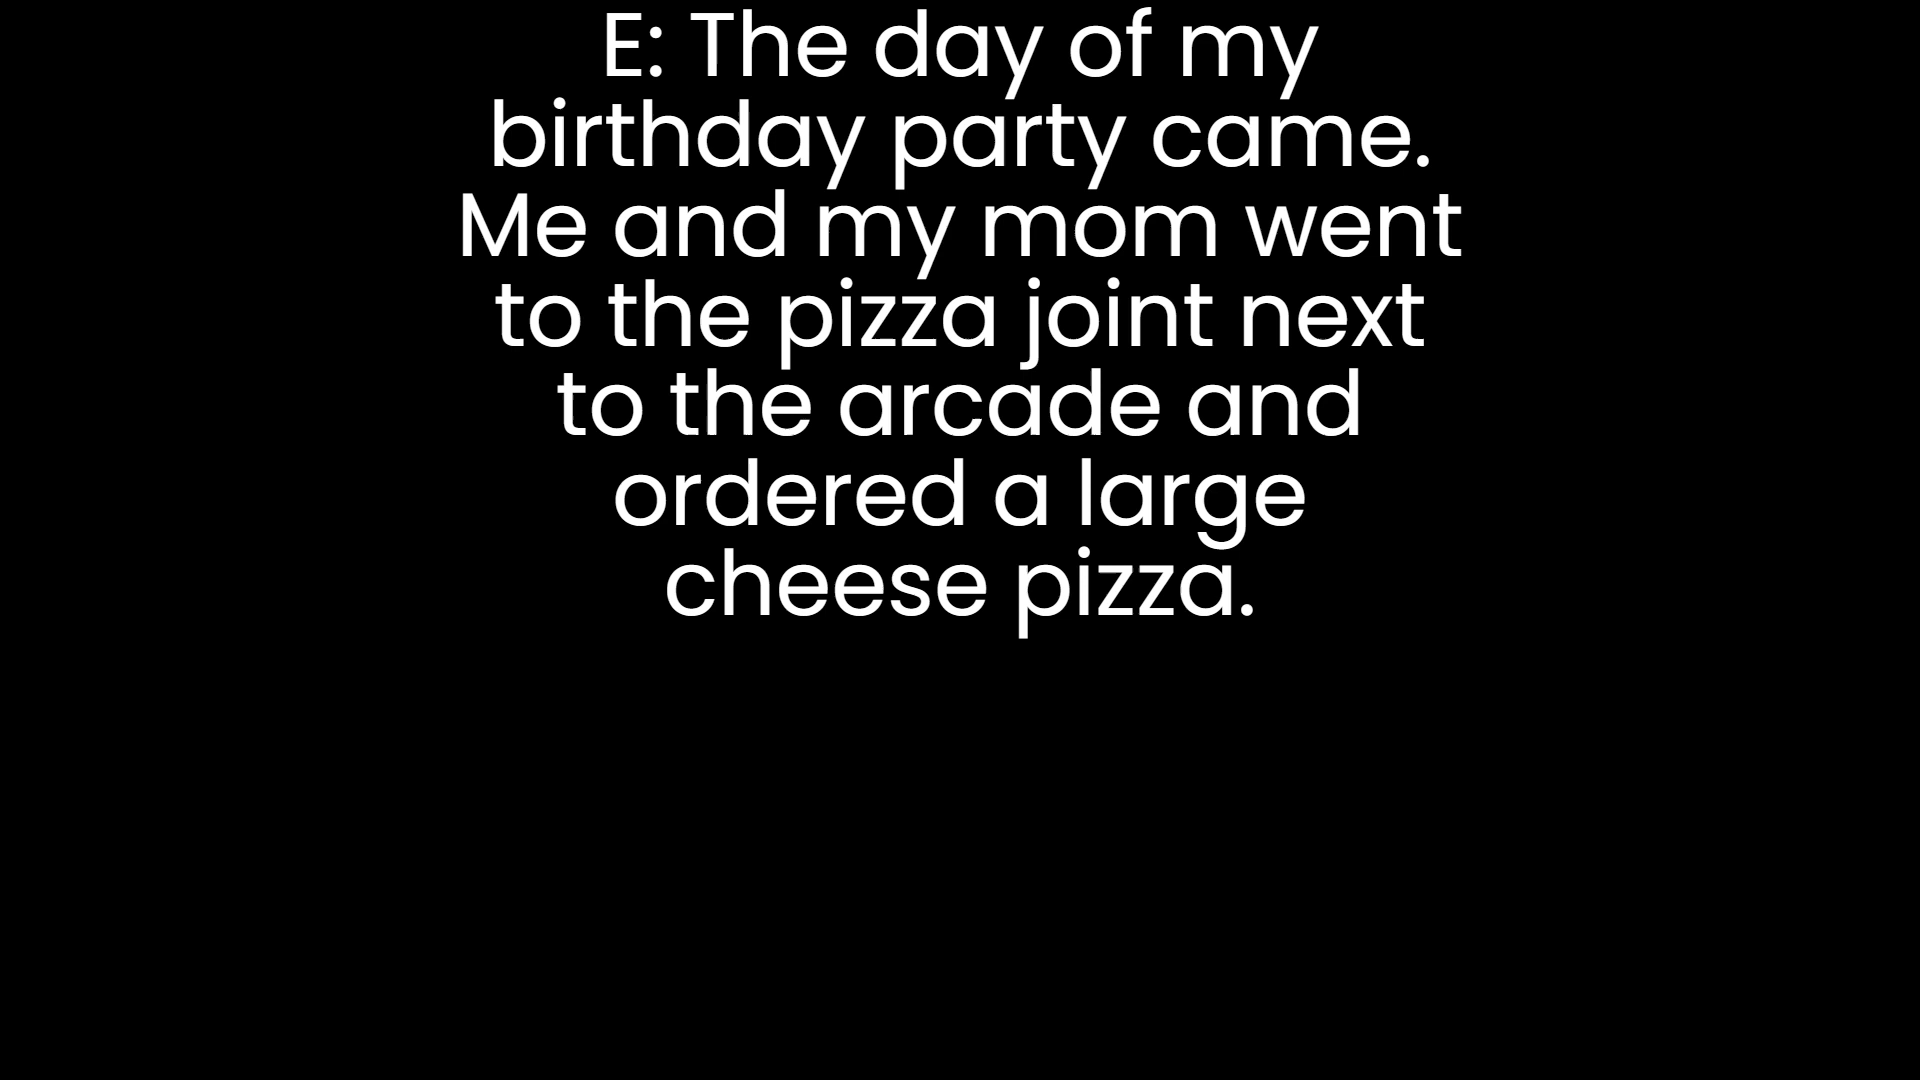 E: The day of my
birthday party came.
Me and my mom went
to the pizza joint next
to the arcade and
ordered a large
cheese pizza.